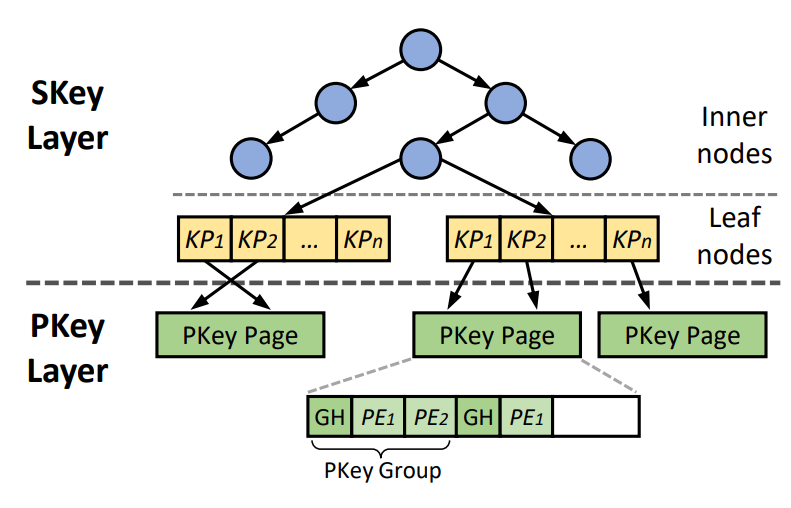 SKey
Layer
Inner
nodes
Leaf
nodes
KP1 KP2 ... KPn
KP1 KP2 ... KPn
PKey
Layer
PKey Page
PKey Page
PKey Page
GH PE1 PE2 GH PE1
PKey Group